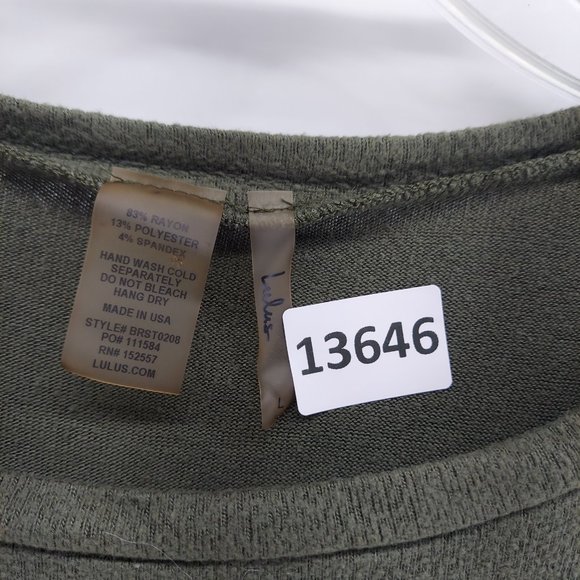 83% RAYON
13% POLYESTER
4% SPANDEX
HAND WASH COLD
SEPARATELY
DO NOT BLEACH
HANG DRY
MADE IN USA
STYLE# BRST0208
PO# 111584
RN# 152557
LULUS.COM
Lulus
L
13646